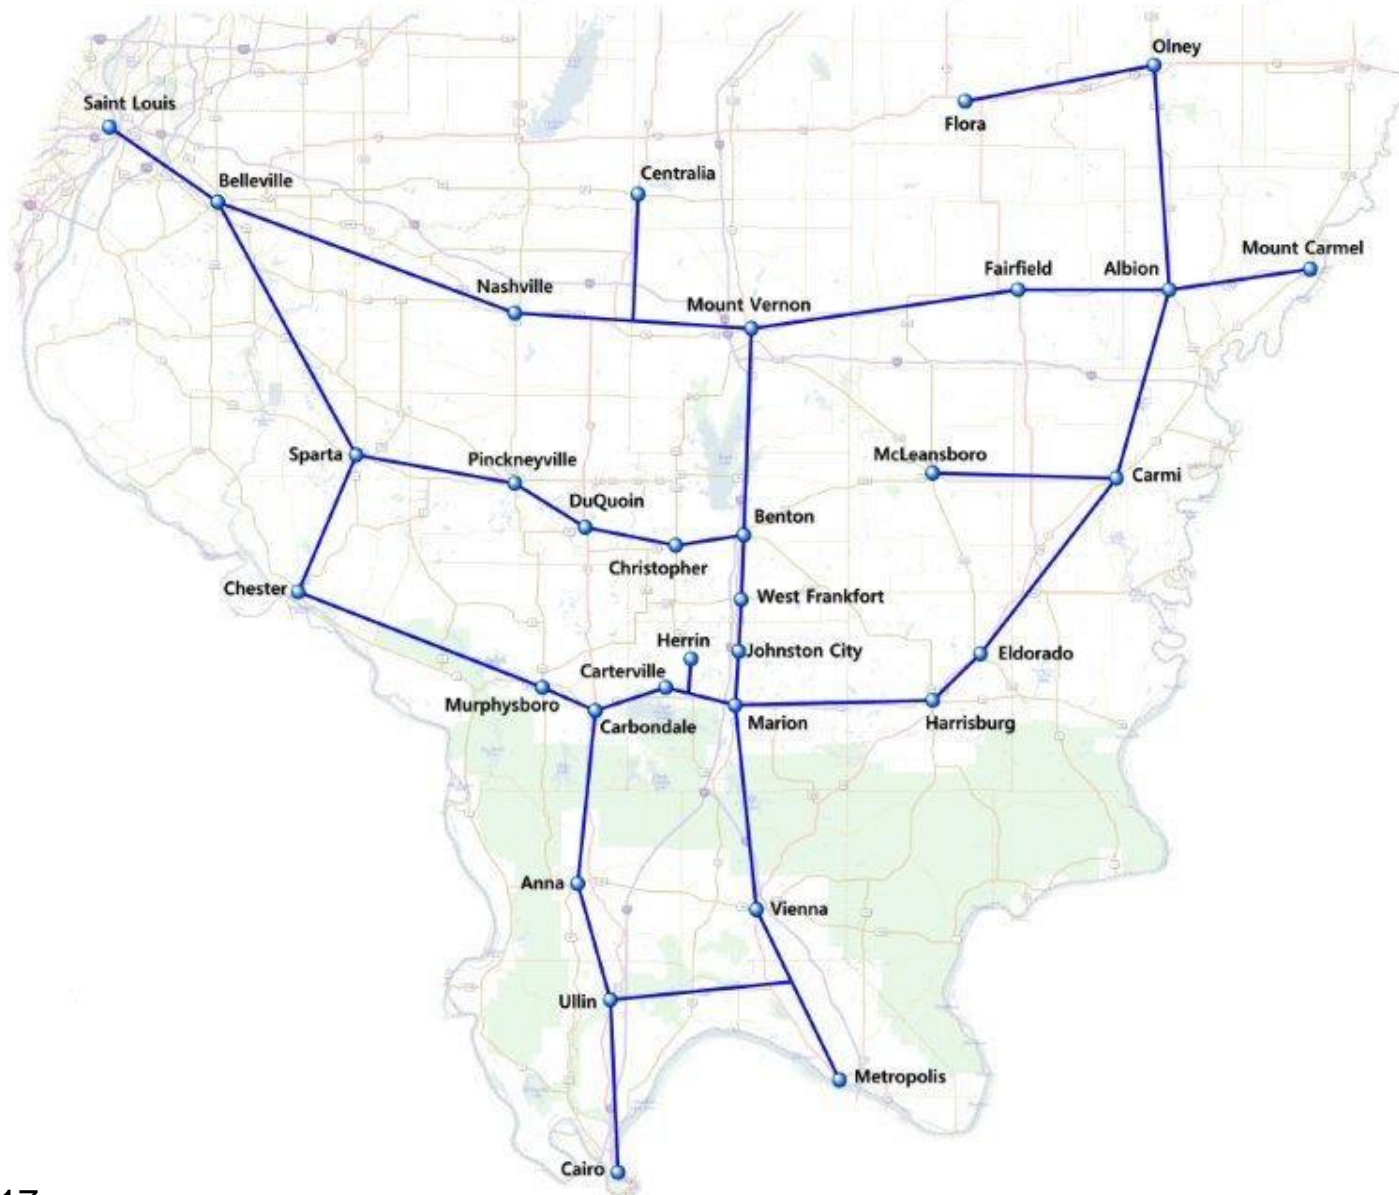 Olney
Saint Louis
Flora
Centralia
Belleville
Mount Carmel
Fairfield
Albion
Nashville
Mount Vernon
McLeansboro
Sparta
Pinckneyville
Carmi
DuQuoin
Benton
Christopher
Chester
West Frankfort
Herrin
Johnston City
Eldorado
Carterville
Murphysboro
Carbondale
Marion
Harrisburg
Anna
Vienna
Ullin
Metropolis
Cairo